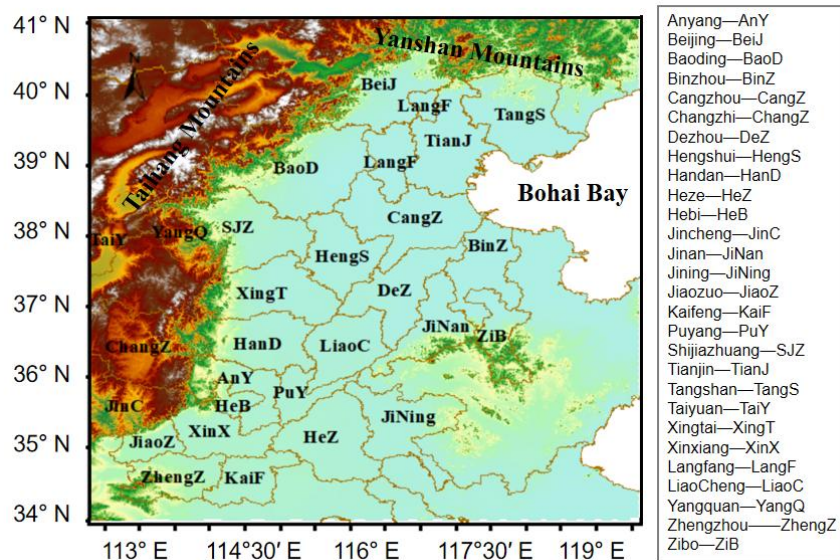 41° N
40° N
39° N
38° N
37° N
36° N
35° N
34° N
113° E
114°30' E
116° E
117°30' E
119° E
N
Taihang Mountains
Yanshan Mountains
Bohai Bay
BeiJ
LangF
TangS
TianJ
LangF
BaoD
CangZ
SJZ
YangQ
TaiY
HengS
BinZ
DeZ
XingT
JiNan
ZiB
HanD
LiaoC
ChangZ
AnY
PuY
HeB
JinC
JiNing
XinX
HeZ
JiaoZ
ZhengZ
KaiF
Anyang—AnY
Beijing—BeiJ
Baoding—BaoD
Binzhou—BinZ
Cangzhou—CangZ
Changzhi—ChangZ
Dezhou—DeZ
Hengshui—HengS
Handan—HanD
Heze—HeZ
Hebi—HeB
Jincheng—JinC
Jinan—JiNan
Jining—JiNing
Jiaozuo—JiaoZ
Kaifeng—KaiF
Puyang—PuY
Shijiazhuang—SJZ
Tianjin—TianJ
Tangshan—TangS
Taiyuan—TaiY
Xingtai—XingT
Xinxiang—XinX
Langfang—LangF
LiaoCheng—LiaoC
Yangquan—YangQ
Zhengzhou——ZhengZ
Zibo—ZiB